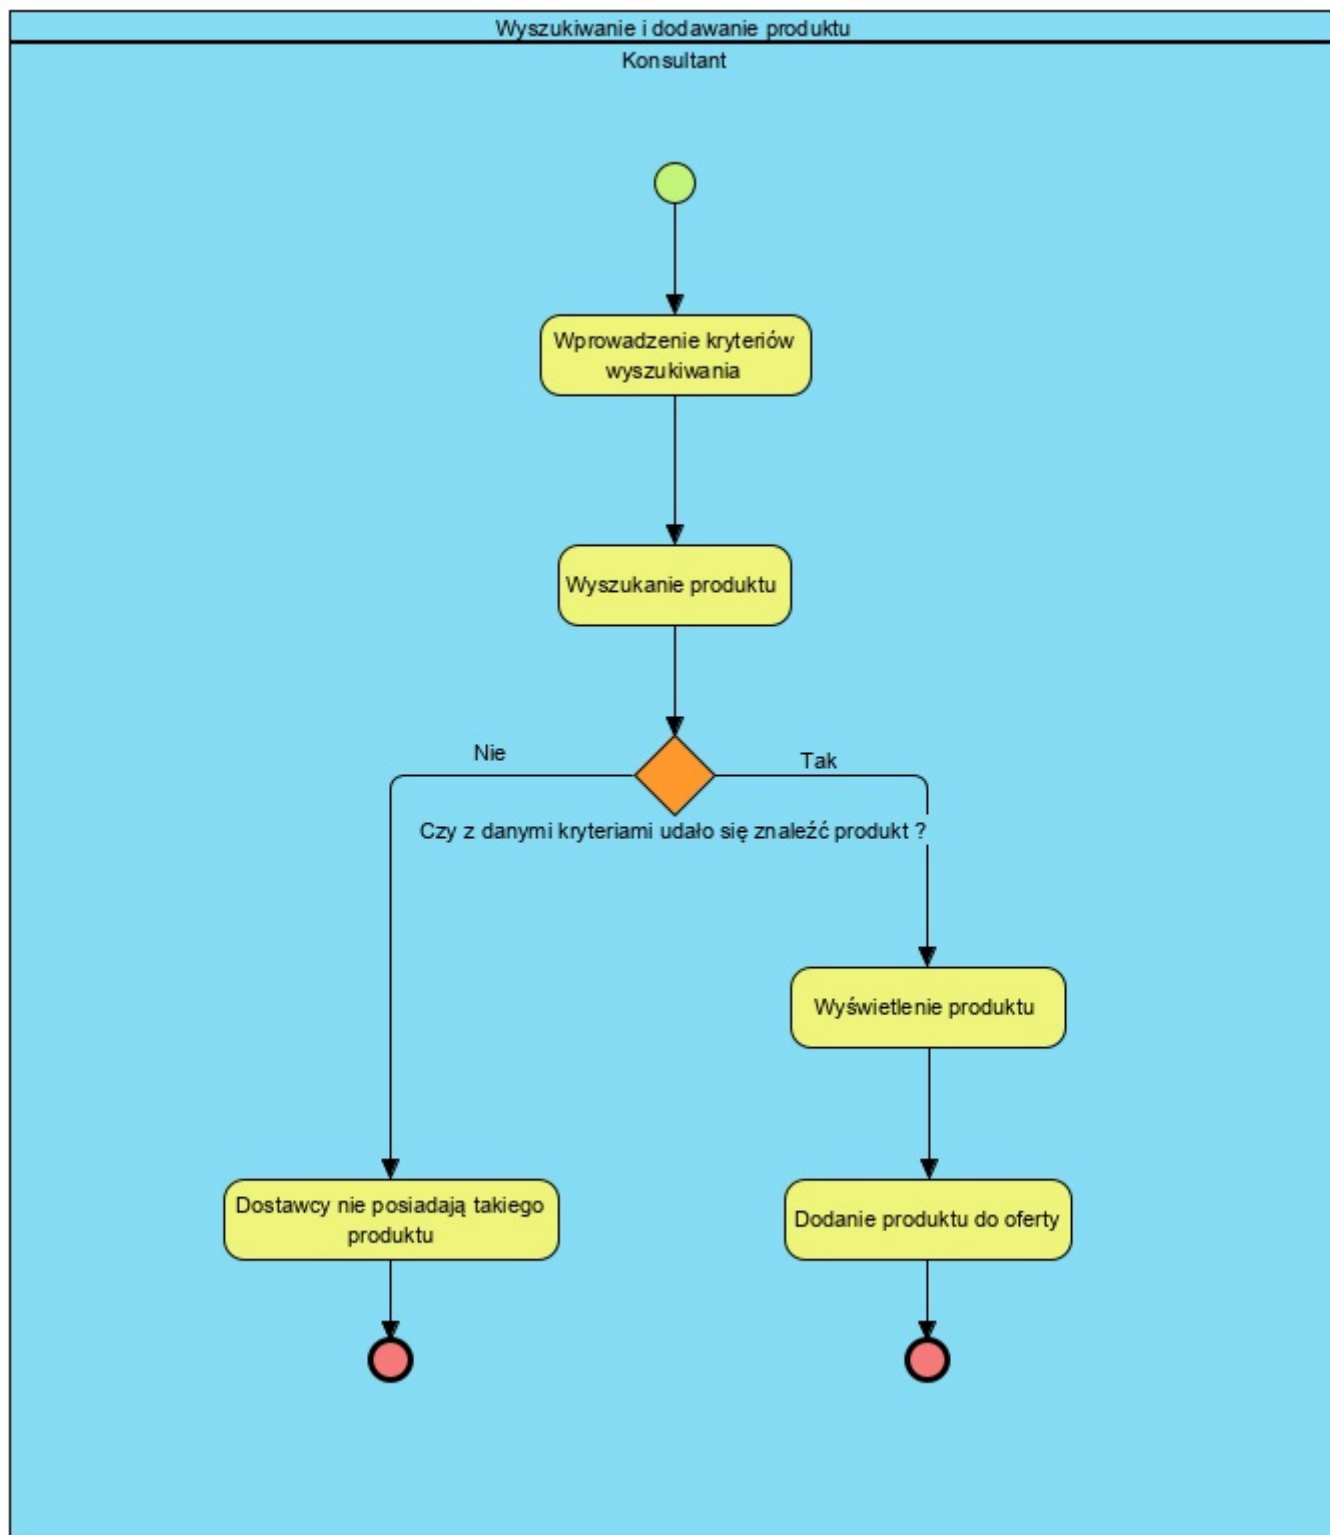 Wyszukiwanie i dodawanie produktu
Konsultant
Wprowadzenie kryteriów
wyszukiwania
Wyszukanie produktu
Nie
Tak
Czy z danymi kryteriami udało się znaleźć produkt ?
Wyświetlenie produktu
Dostawcy nie posiadają takiego
produktu
Dodanie produktu do oferty